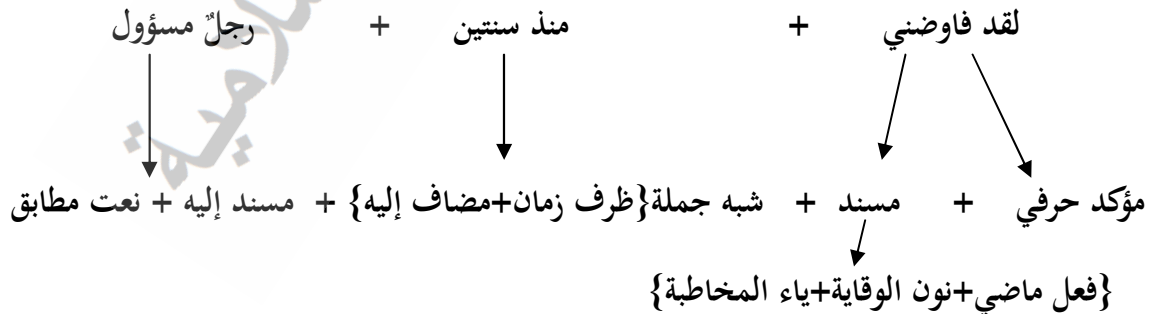 لقد فاوضني + منذ سنتين + رجلٌ مسؤول
مؤكد حرفي + مسند + شبه جملة{ظرف زمان+مضاف إليه} + مسند إليه + نعت مطابق
{فعل ماضي+نون الوقاية+ياء المخاطبة}